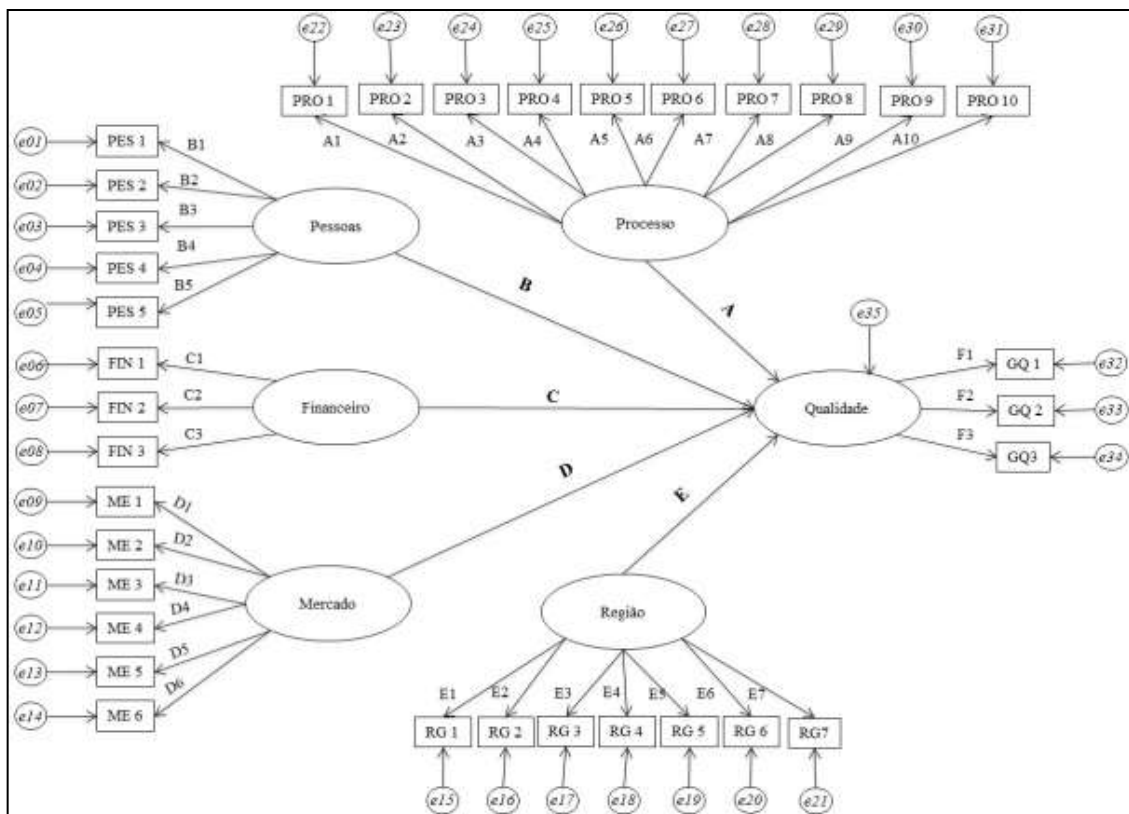 e22 e23 e24 e25 e26 e27 e28 e29 e30 e31
PRO 1 PRO 2 PRO 3 PRO 4 PRO 5 PRO 6 PRO 7 PRO 8 PRO 9 PRO 10
A1 A2 A3 A4 A5 A6 A7 A8 A9 A10
Processo
e01 PES 1 B1
e02 PES 2 B2
e03 PES 3 B3
e04 PES 4 B4
e05 PES 5 B5
Pessoas
B
A
e35
e06 FIN 1 C1
e07 FIN 2 C2
e08 FIN 3 C3
Financeiro
C
Qualidade
F1 GQ 1 e32
F2 GQ 2 e33
F3 GQ3 e34
D
E
e09 ME 1 D1
e10 ME 2 D2
e11 ME 3 D3
e12 ME 4 D4
e13 ME 5 D5
e14 ME 6 D6
Mercado
Região
E1 E2 E3 E4 E5 E6 E7
RG 1 RG 2 RG 3 RG 4 RG 5 RG 6 RG7
e15 e16 e17 e18 e19 e20 e21